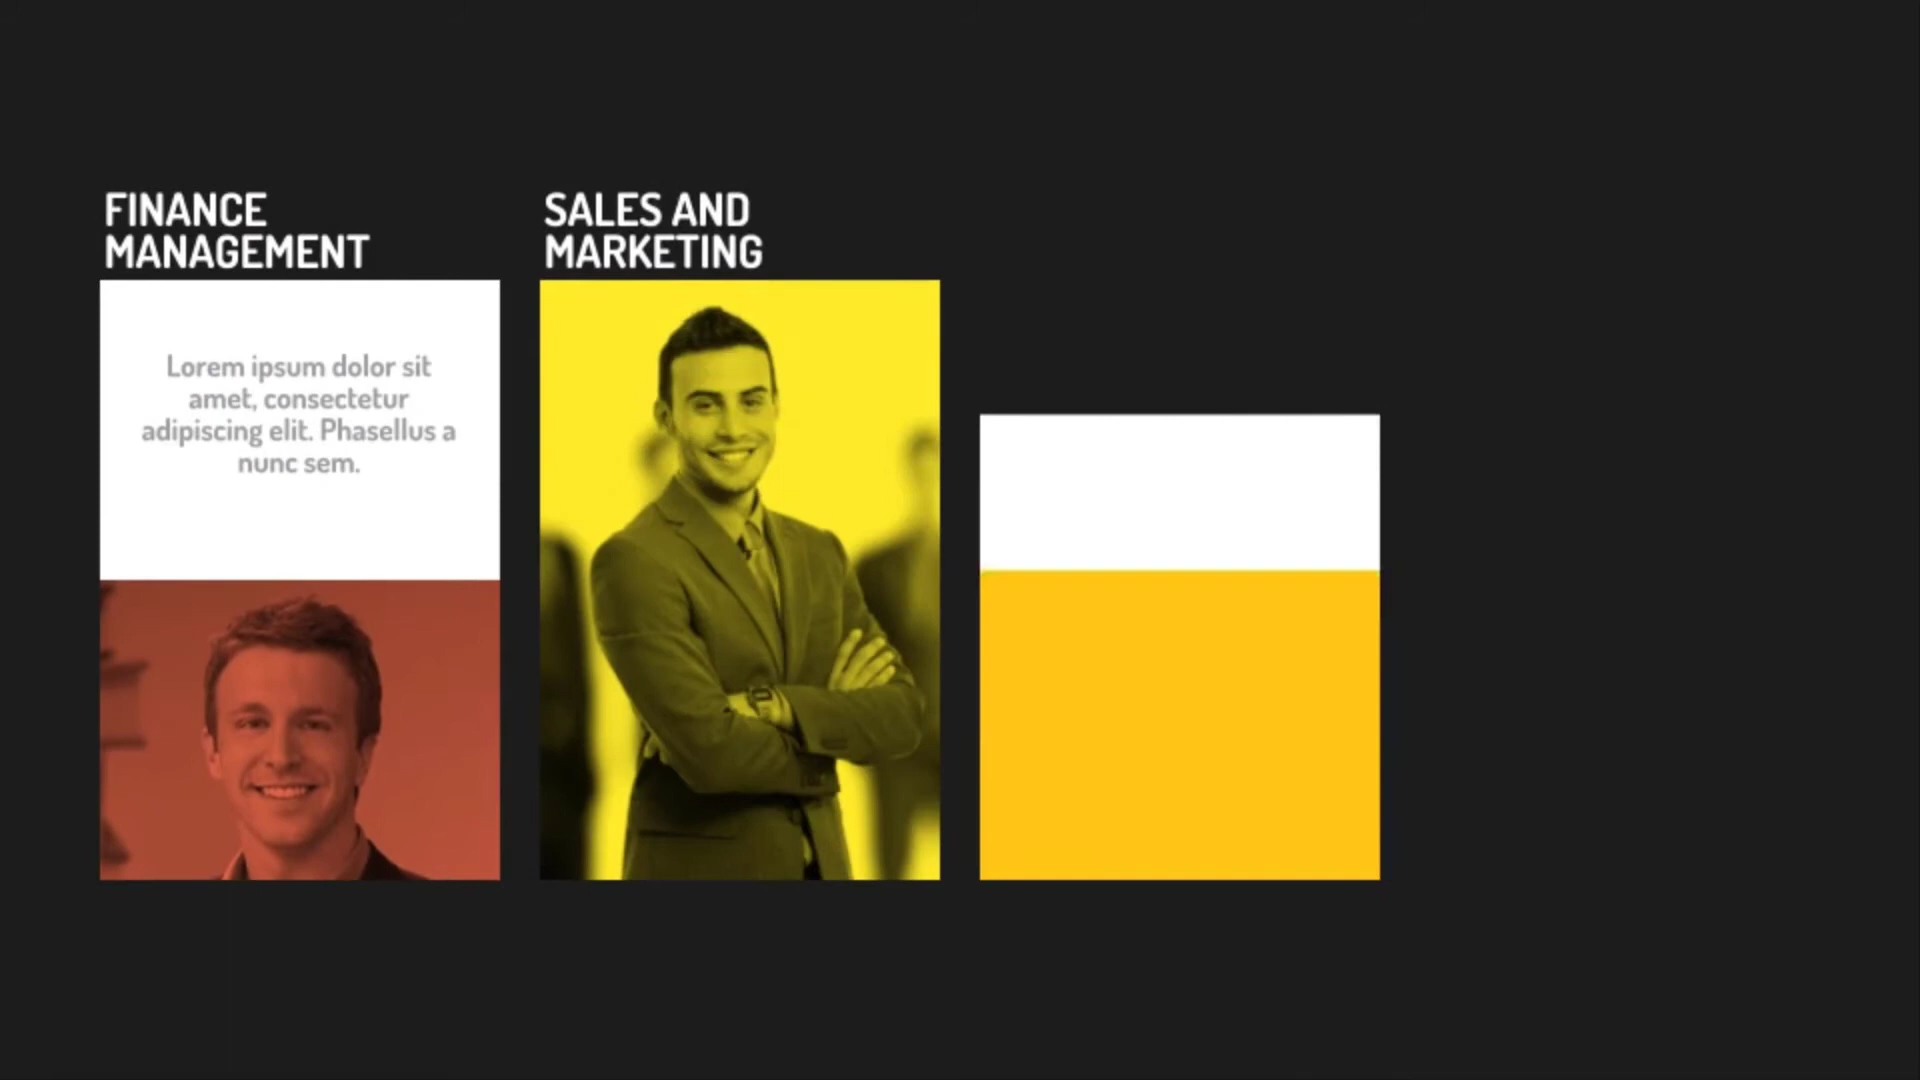 FINANCE
MANAGEMENT
Lorem ipsum dolor sit
amet, consectetur
adipiscing elit. Phasellus a
nunc sem.
SALES AND
MARKETING